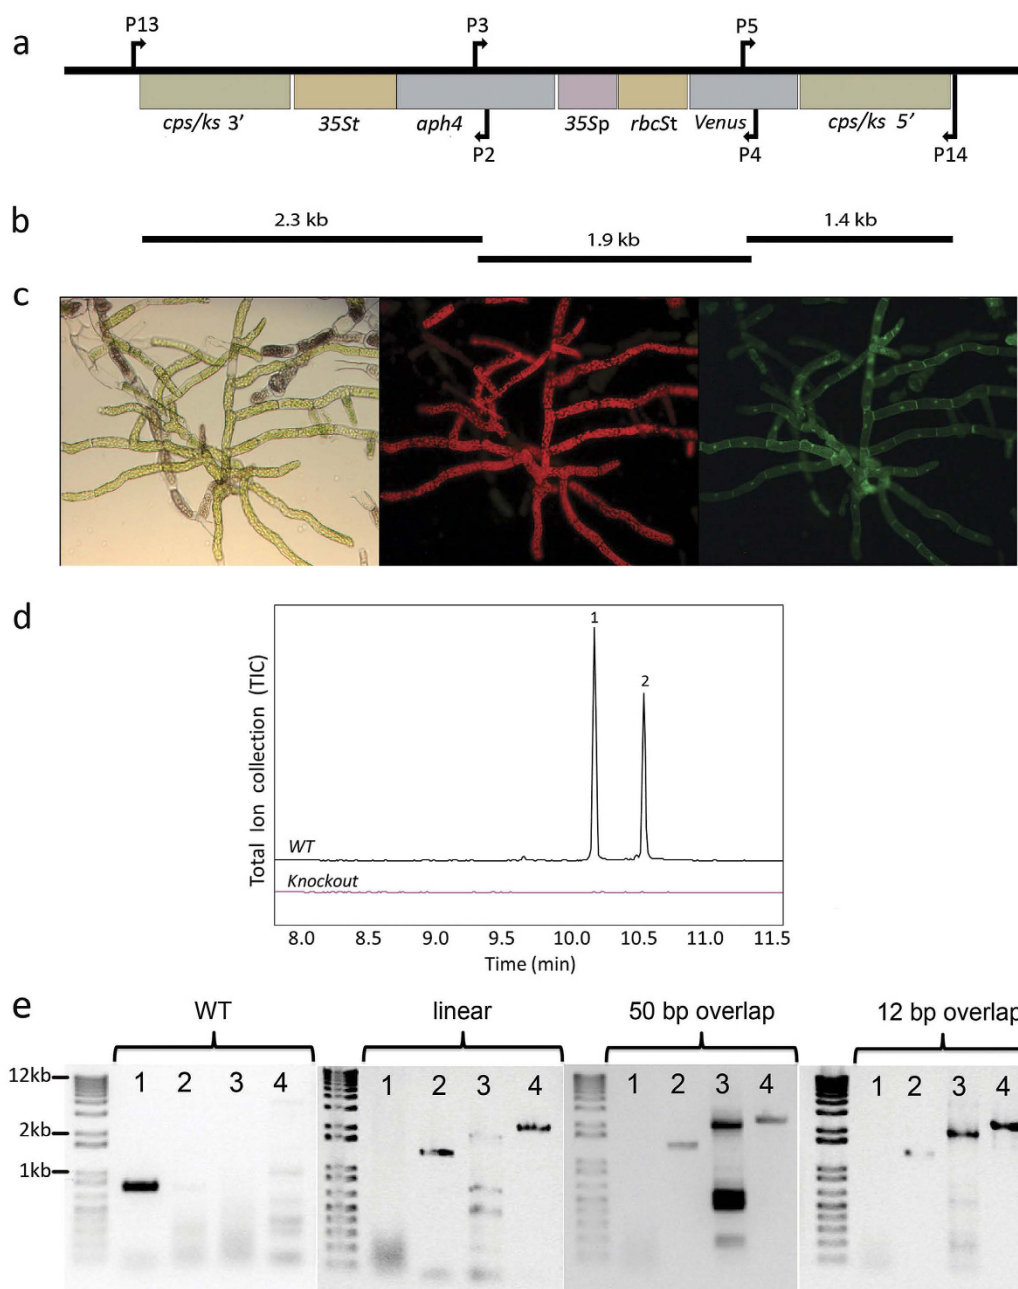 a
P13
P3
P5
cps/ks 3'
35St
aph4
35Sp
rbcSt
Venus
cps/ks 5'
P2
P4
P14
b
2.3 kb
1.9 kb
1.4 kb
c
d
Total Ion collection (TIC)
1
2
WT
Knockout
8.0 8.5 9.0 9.5 10.0 10.5 11.0 11.5
Time (min)
e
WT
linear
50 bp overlap
12 bp overlap
12kb
2kb
1kb
1 2 3 4
1 2 3 4
1 2 3 4
1 2 3 4